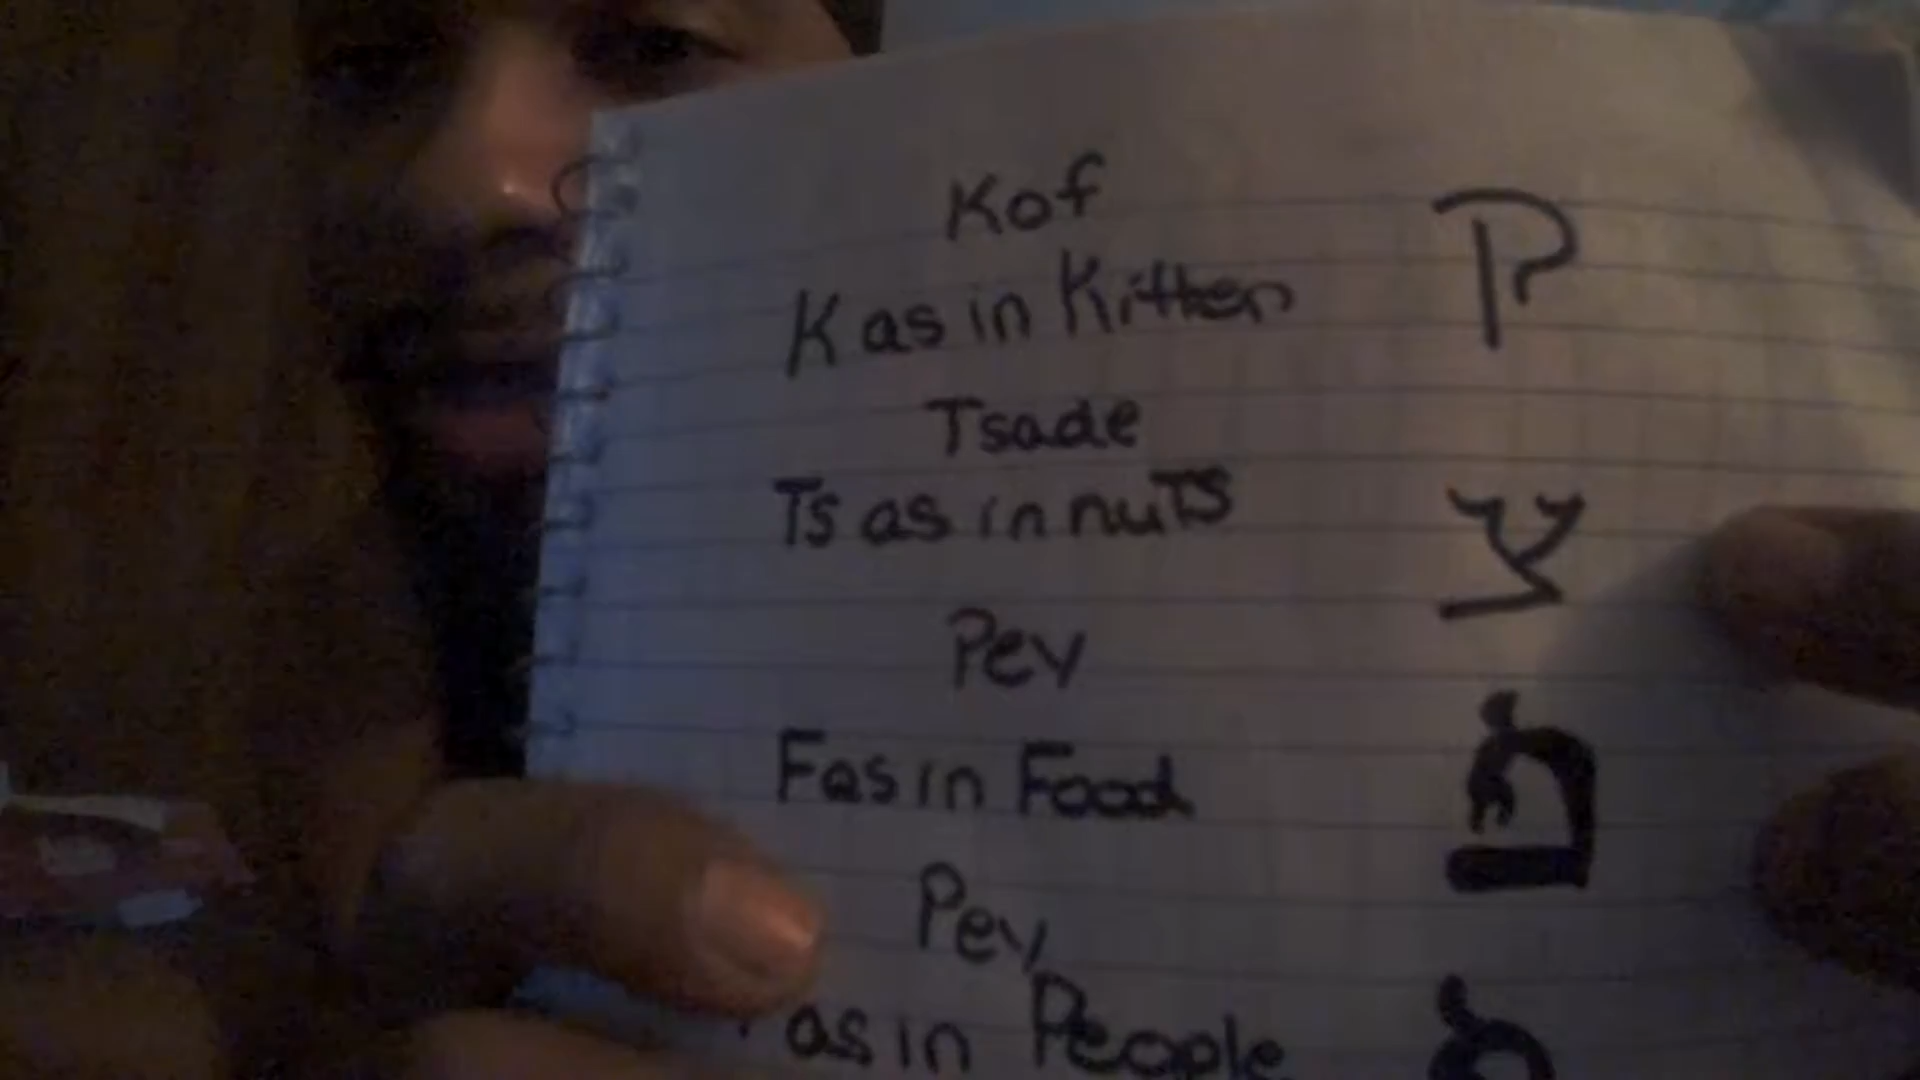 Kof
K as in Kitten ק
Tsade
Ts as in nuTS צ
Pey
F as in Food פ
Pey
as in People פ